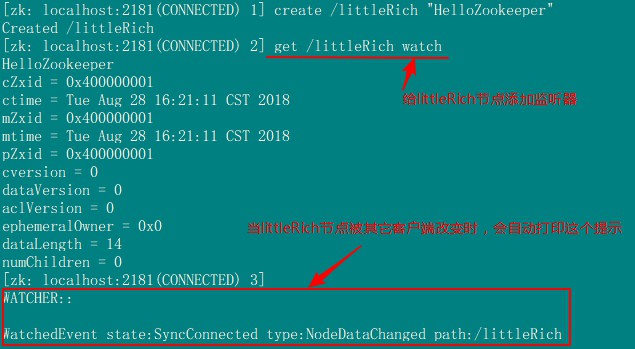 [zk: localhost:2181(CONNECTED) 1] create /littleRich "HelloZookeeper"
Created /littleRich
[zk: localhost:2181(CONNECTED) 2] get /littleRich watch
HelloZookeeper
cZxid = 0x400000001
给littleRich节点添加监听器
ctime = Tue Aug 28 16:21:11 CST 2018
mZxid = 0x400000001
mtime = Tue Aug 28 16:21:11 CST 2018
pZxid = 0x400000001
cversion = 0
dataVersion = 0
aclVersion = 0
当littleRich节点被其它客户端改变时，会自动打印这个提示
ephemeralOwner = 0x0
dataLength = 14
numChildren = 0
[zk: localhost:2181(CONNECTED) 3]
WATCHER::
WatchedEvent state:SyncConnected type:NodeDataChanged path:/littleRich